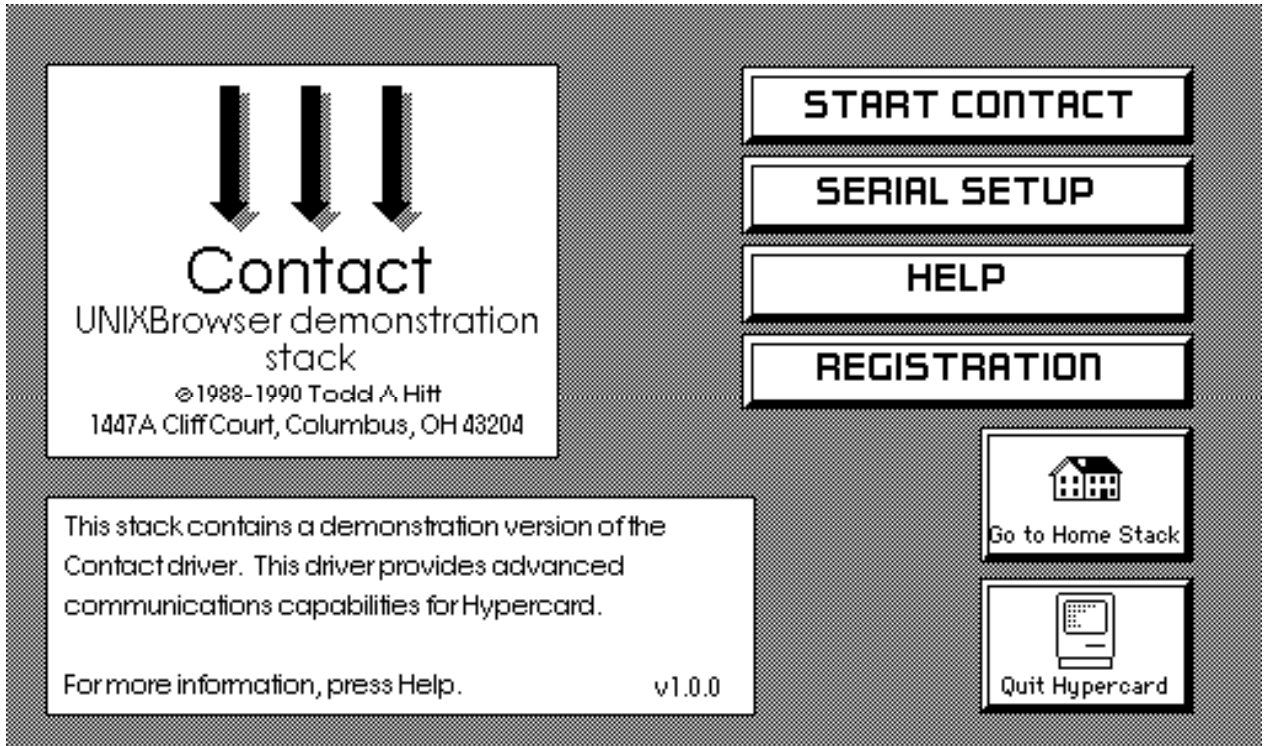 Contact
UNIXBrowser demonstration
stack
©1988-1990 Todd A Hitt
1447A Cliff Court, Columbus, OH 43204
This stack contains a demonstration version of the
Contact driver. This driver provides advanced
communications capabilities for Hypercard.
For more information, press Help.
v1.0.0
START CONTACT
SERIAL SETUP
HELP
REGISTRATION
Go to Home Stack
Quit Hypercard